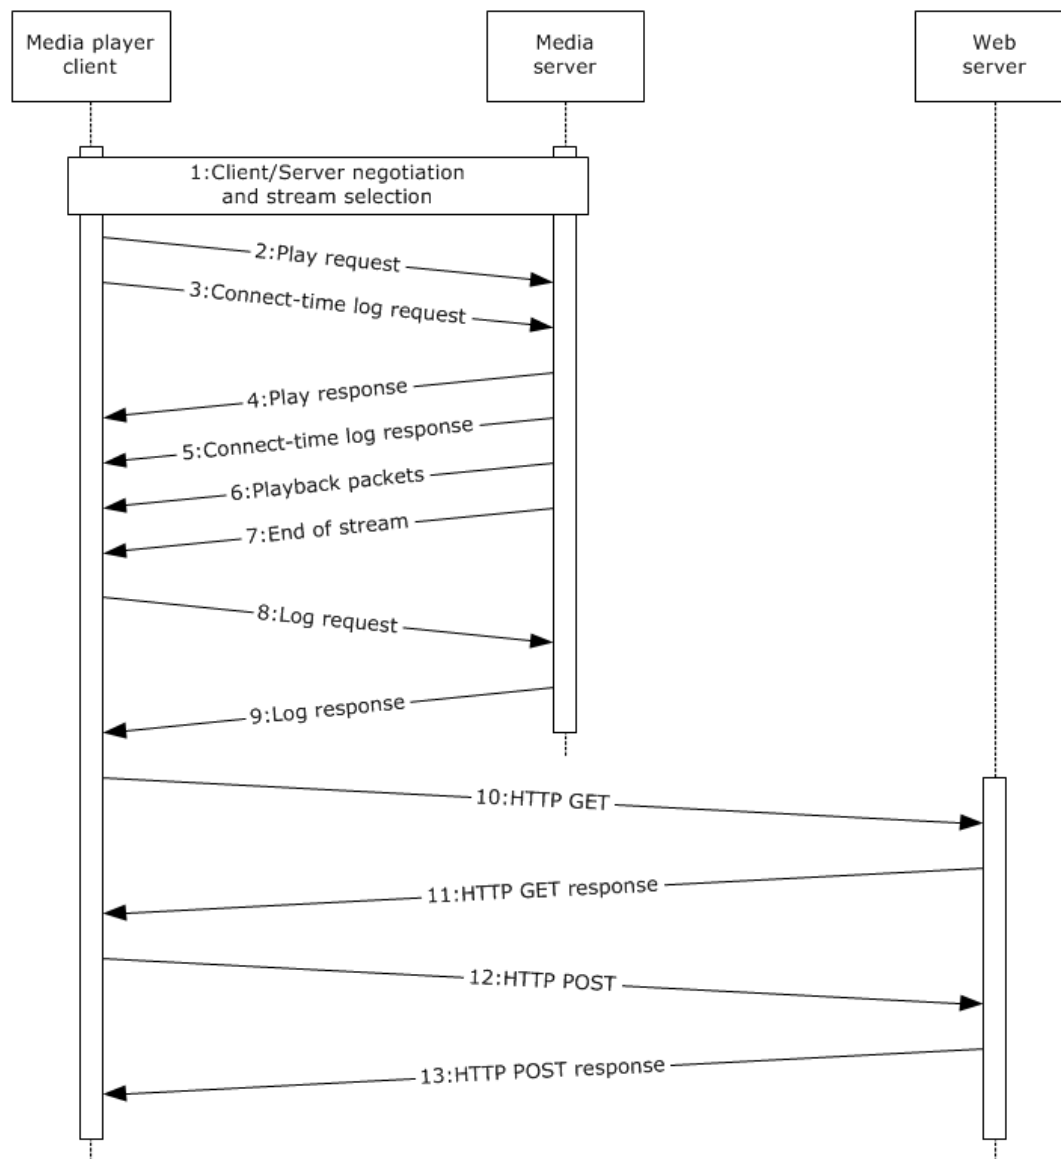 Media player
client
Media
server
Web
server
1:Client/Server negotiation
and stream selection
2:Play request
3:Connect-time log request
4:Play response
5:Connect-time log response
6:Playback packets
7:End of stream
8:Log request
9:Log response
10:HTTP GET
11:HTTP GET response
12:HTTP POST
13:HTTP POST response